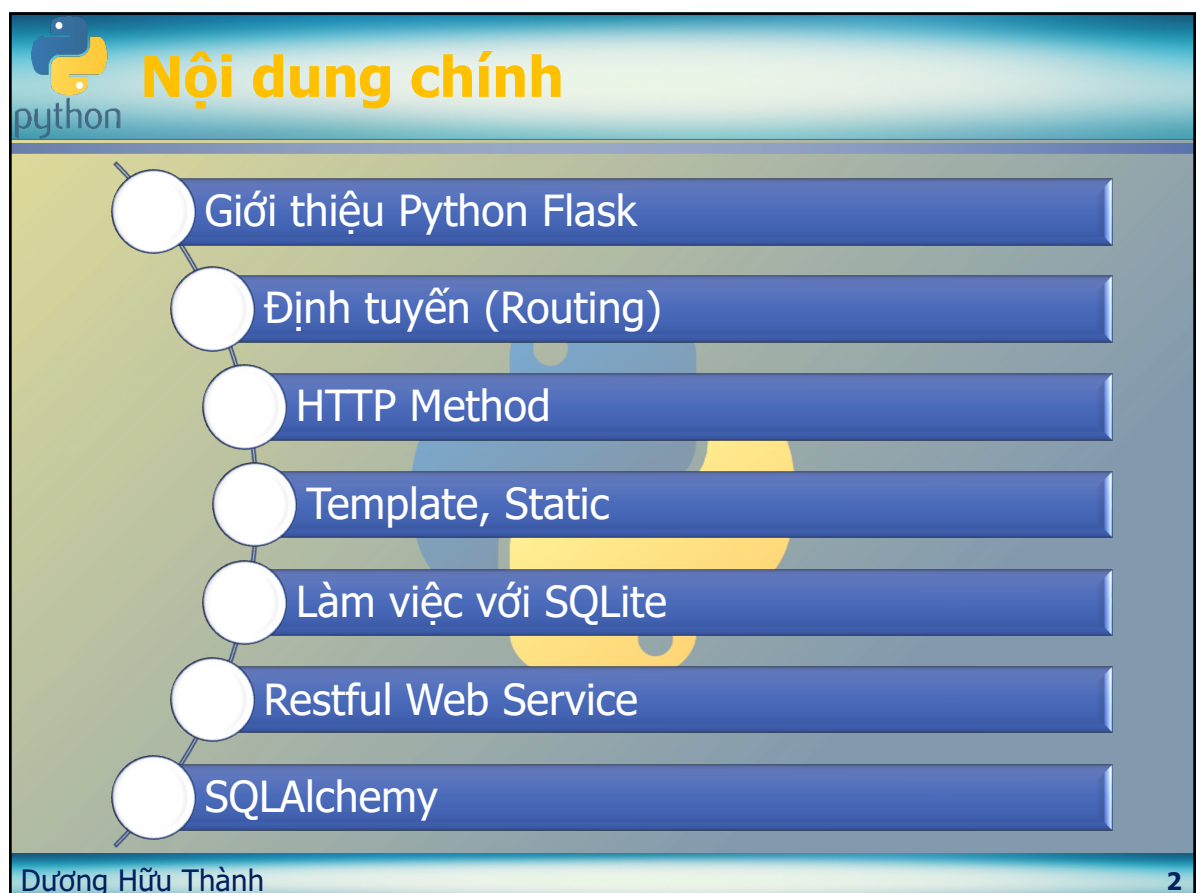 python
Nội dung chính
Giới thiệu Python Flask
Định tuyến (Routing)
HTTP Method
Template, Static
Làm việc với SQLite
Restful Web Service
SQLAlchemy
Dương Hữu Thành
2